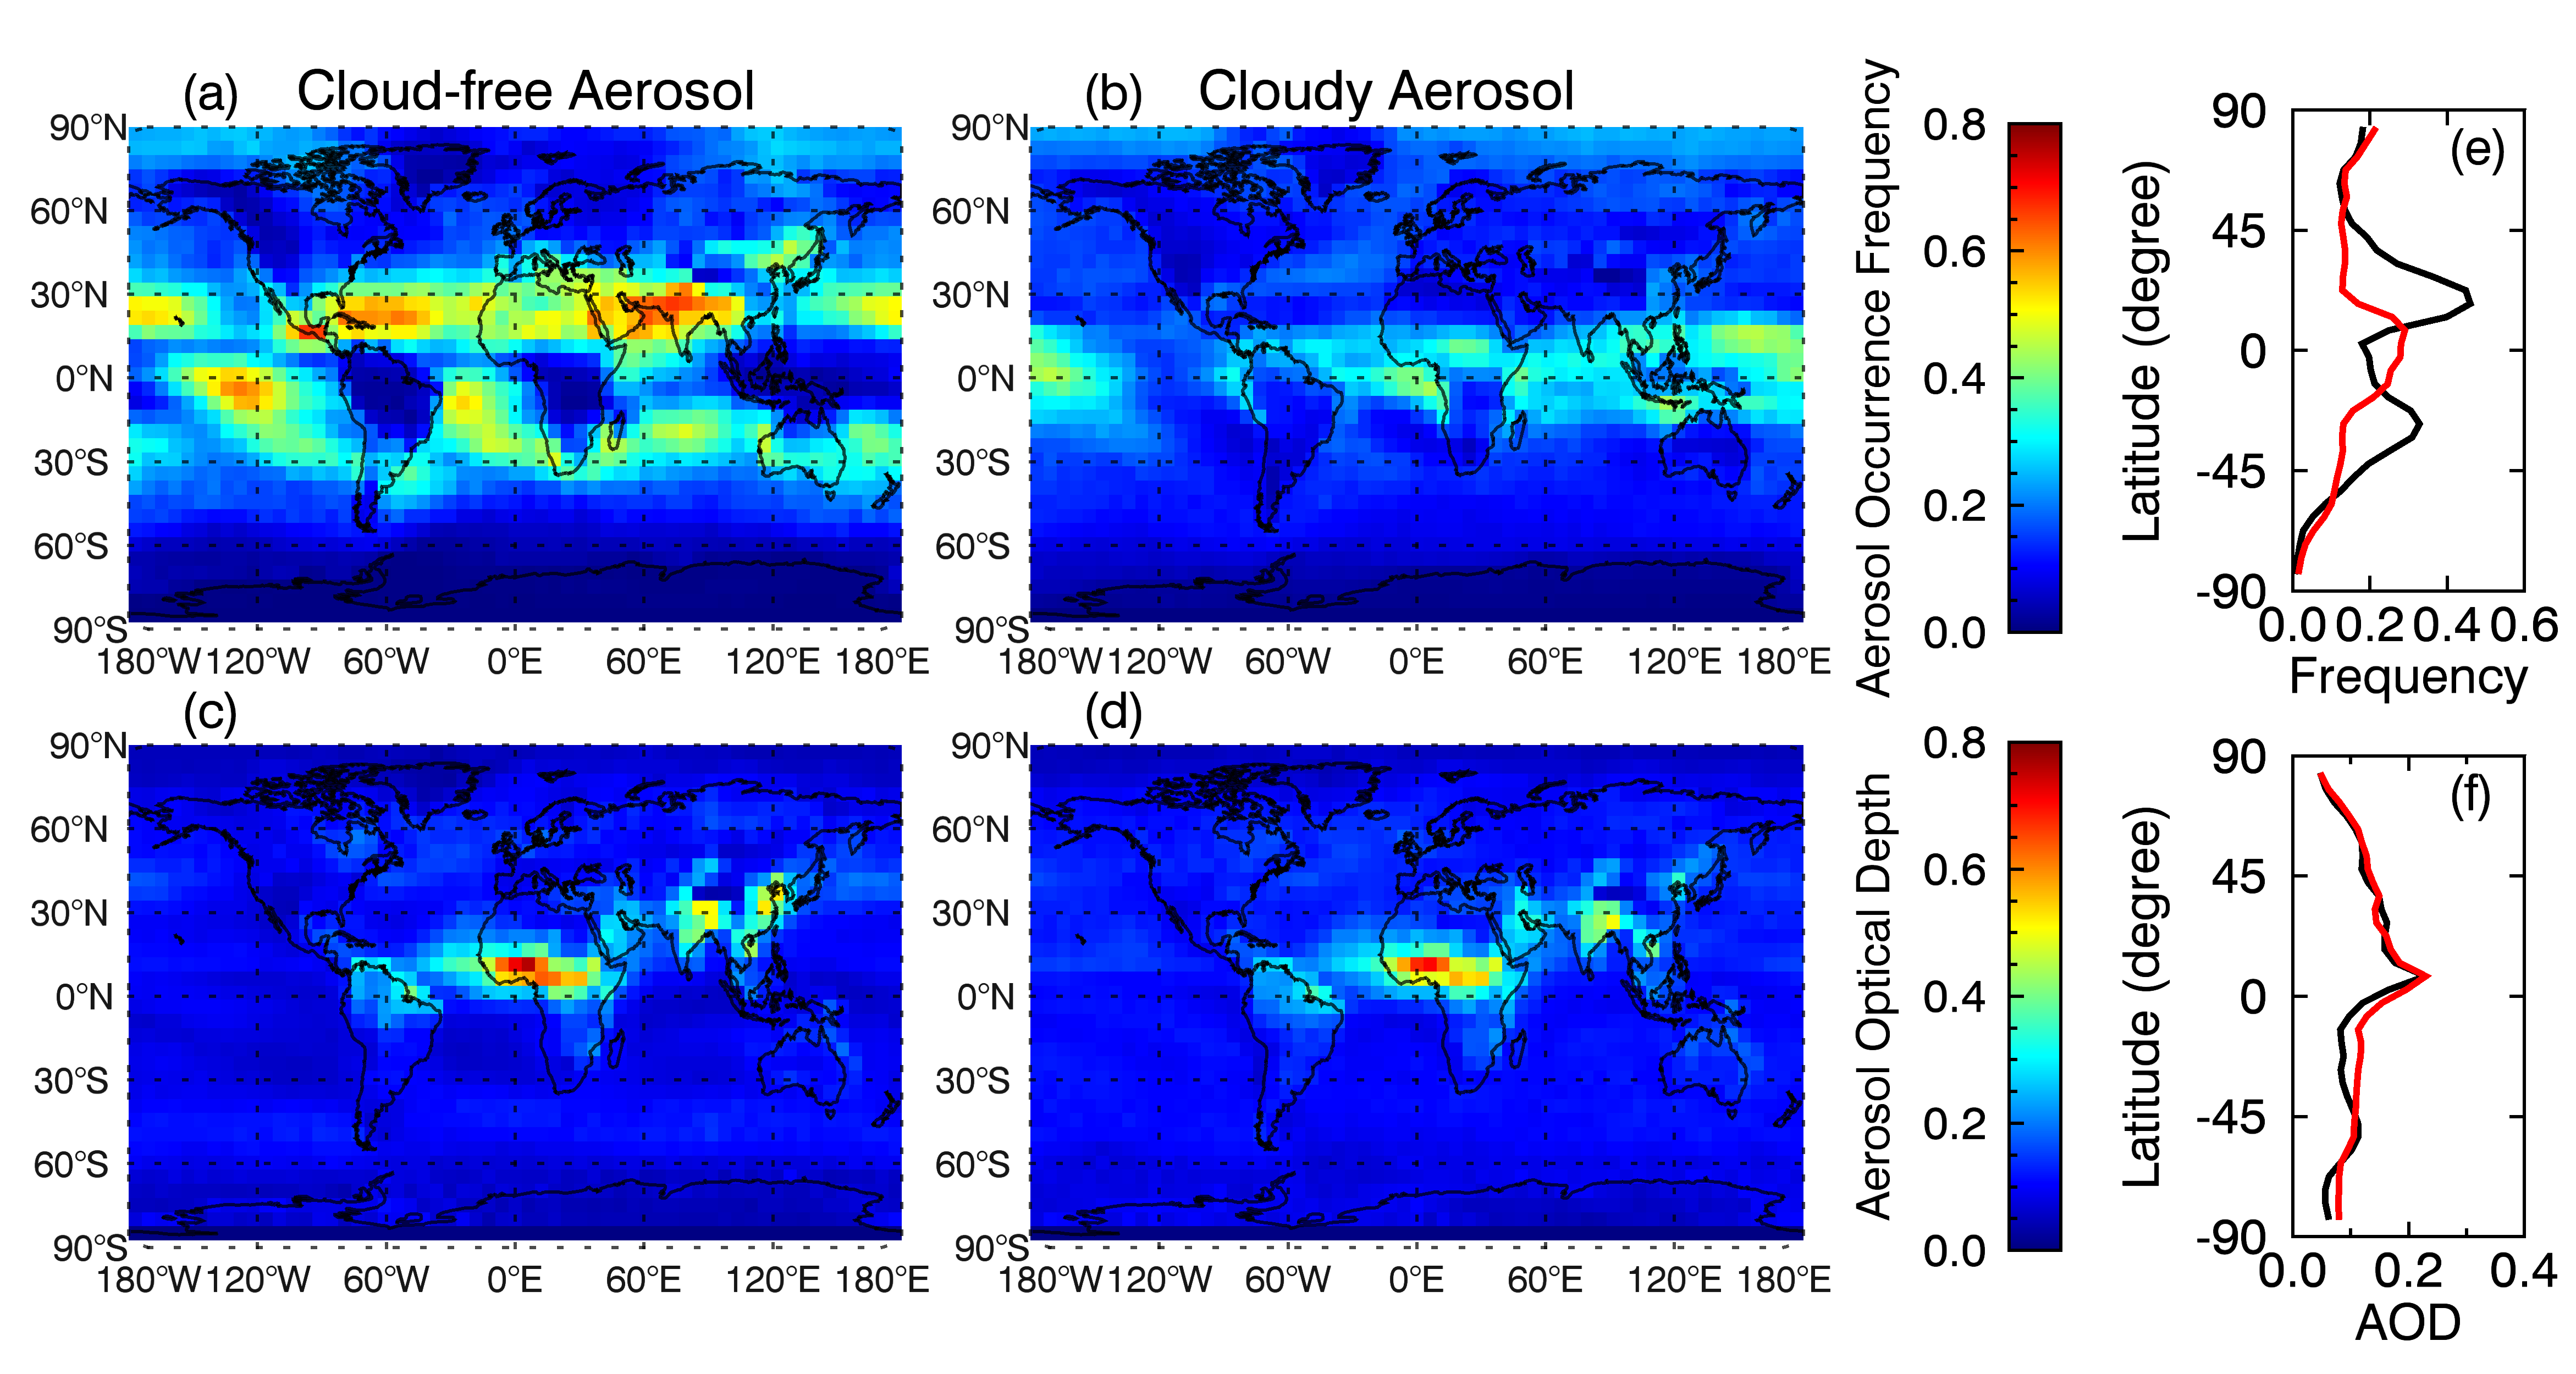 (a) Cloud-free Aerosol
90°N
60°N
30°N
0°N
30°S
60°S
90°S
180°W 120°W 60°W 0°E 60°E 120°E 180°E
(b) Cloudy Aerosol
90°N
60°N
30°N
0°N
30°S
60°S
90°S
180°W 120°W 60°W 0°E 60°E 120°E 180°E
Aerosol Occurrence Frequency
0.8
0.6
0.4
0.2
0.0
(e)
Latitude (degree)
90
45
0
-45
-90
0.0 0.2 0.4 0.6
Frequency
(c)
90°N
60°N
30°N
0°N
30°S
60°S
90°S
180°W 120°W 60°W 0°E 60°E 120°E 180°E
(d)
90°N
60°N
30°N
0°N
30°S
60°S
90°S
180°W 120°W 60°W 0°E 60°E 120°E 180°E
Aerosol Optical Depth
0.8
0.6
0.4
0.2
0.0
(f)
Latitude (degree)
90
45
0
-45
-90
0.0 0.2 0.4
AOD